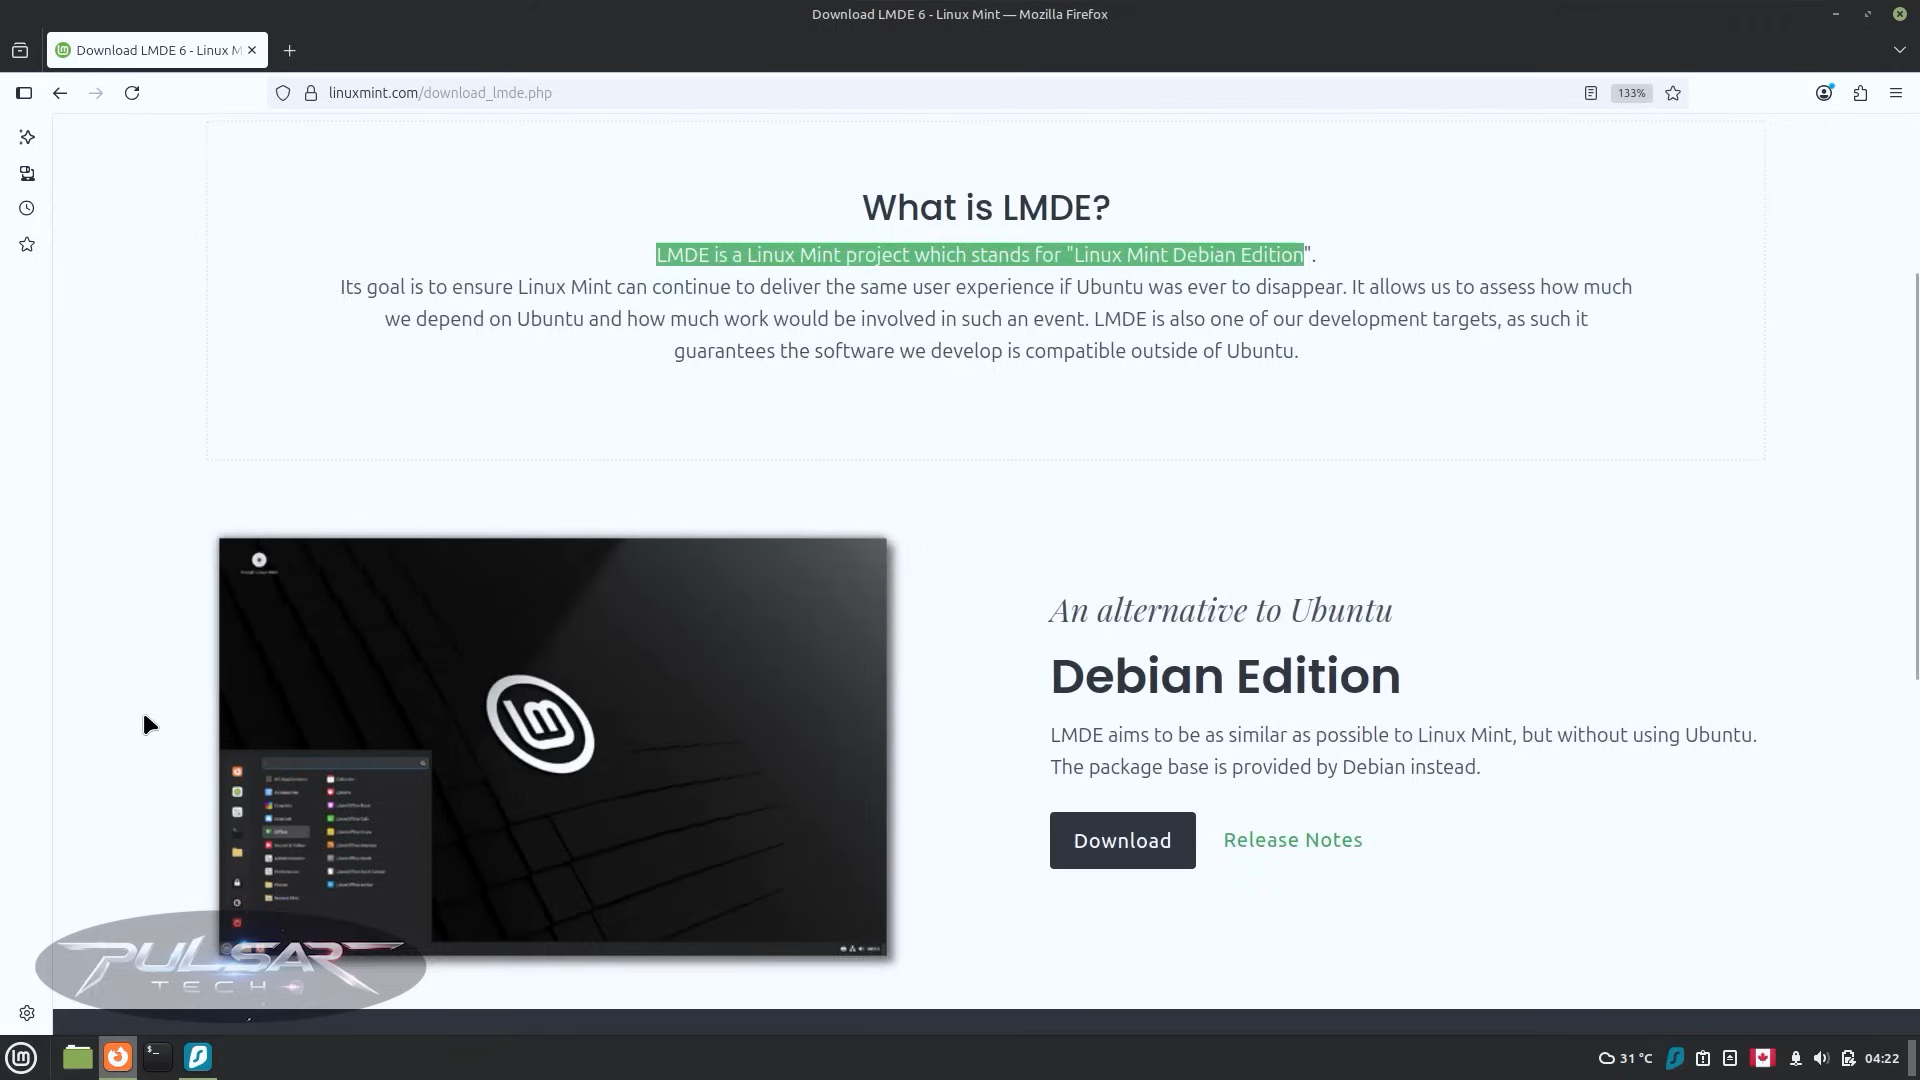 Download LMDE 6 - Linux Mint — Mozilla Firefox
Download LMDE 6 - Linux M
linuxmint.com/download_lmde.php
133%
What is LMDE?
LMDE is a Linux Mint project which stands for "Linux Mint Debian Edition".
Its goal is to ensure Linux Mint can continue to deliver the same user experience if Ubuntu was ever to disappear. It allows us to assess how much
we depend on Ubuntu and how much work would be involved in such an event. LMDE is also one of our development targets, as such it
guarantees the software we develop is compatible outside of Ubuntu.
An alternative to Ubuntu
Debian Edition
LMDE aims to be as similar as possible to Linux Mint, but without using Ubuntu.
The package base is provided by Debian instead.
Download
Release Notes
PULSAR
TECH
31 °C
04:22